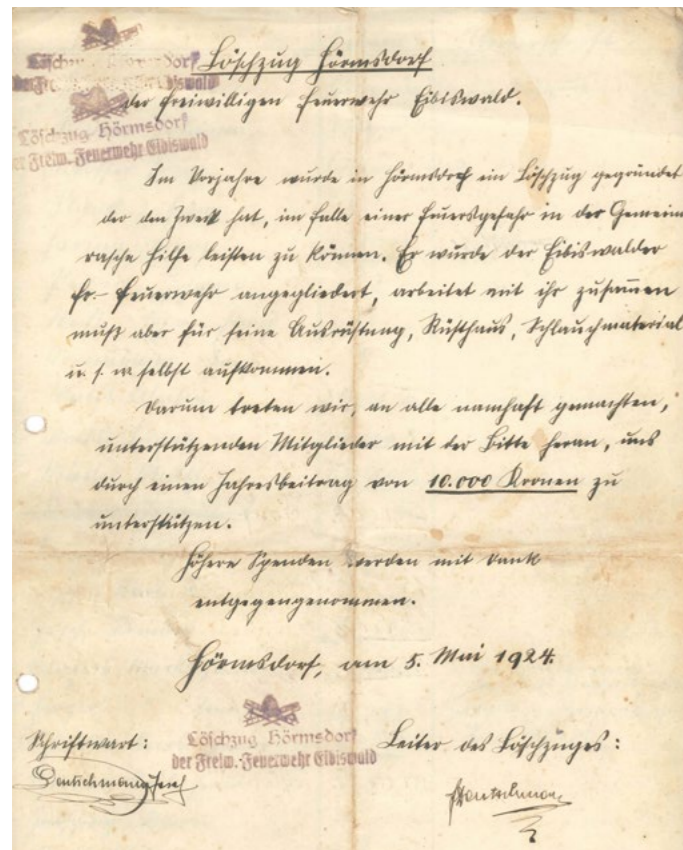 Löschzug Hörmsdorf
der freiwilligen Feuerwehr Eibiswald.
Löschzug Hörmsdorf
der Freiw. Feuerwehr Eibiswald
Löschzug Hörmsdorf
der Freiw. Feuerwehr Eibiswald
Im Vorjahre wurde in Hörmsdorf ein Löschzug gegründet
der den Zweck hat, im Falle einer Feuersgefahr in der Gemein
rasche Hilfe leisten zu können. Er wurde der Eibiswalder
fr. Feuerwehr angegliedert, arbeitet mit ihr zusammen
muß aber für seine Ausrüstung, Rüsthaus, Schlauchmaterial
u. s. w selbst aufkommen.
Darum treten wir, an alle namhaft gemachten,
unterstützenden Mitglieder mit der Bitte heran, uns
durch einen Jahresbeitrag von 10.000 Kronen zu
unterstützen.
Höhere Spenden werden mit Dank
entgegengenommen.
Hörmsdorf, am 5. Mai 1924.
Löschzug Hörmsdorf
der Freiw. Feuerwehr Eibiswald
Schriftwart: Leiter des Löschzuges:
Deutschmann Josef